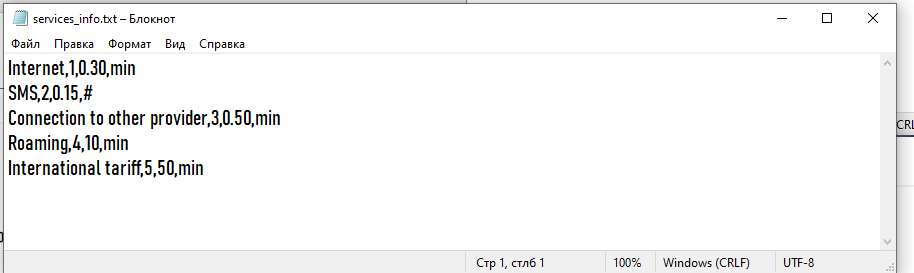 services_info.txt – Блокнот
Файл Правка Формат Вид Справка
Internet,1,0.30,min
SMS,2,0.15,#
Connection to other provider,3,0.50,min
Roaming,4,10,min
International tariff,5,50,min
CRL
Стр 1, стлб 1 100% Windows (CRLF) UTF-8